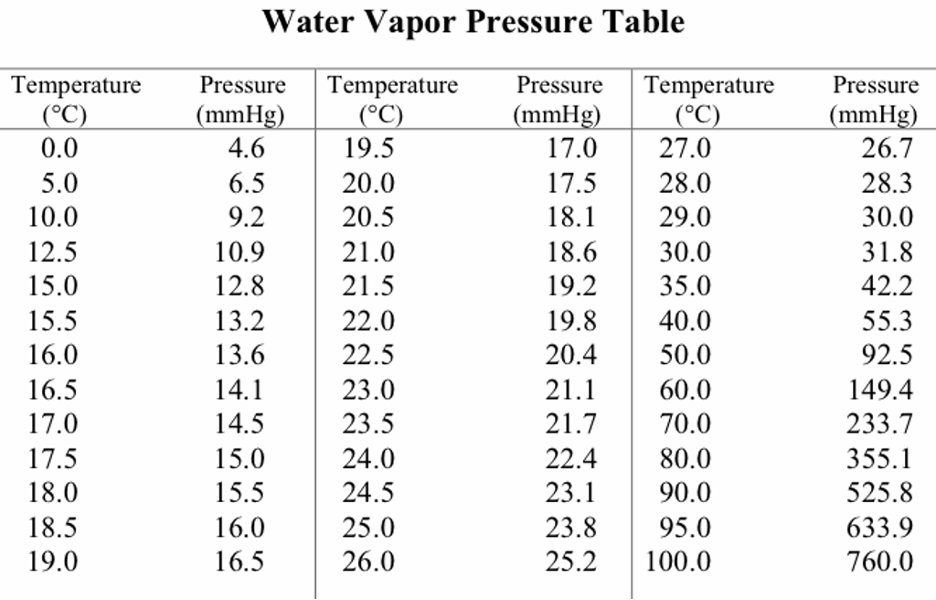 Water Vapor Pressure Table
Temperature Pressure Temperature Pressure Temperature Pressure
(°C) (mmHg) (°C) (mmHg) (°C) (mmHg)
0.0 4.6 19.5 17.0 27.0 26.7
5.0 6.5 20.0 17.5 28.0 28.3
10.0 9.2 20.5 18.1 29.0 30.0
12.5 10.9 21.0 18.6 30.0 31.8
15.0 12.8 21.5 19.2 35.0 42.2
15.5 13.2 22.0 19.8 40.0 55.3
16.0 13.6 22.5 20.4 50.0 92.5
16.5 14.1 23.0 21.1 60.0 149.4
17.0 14.5 23.5 21.7 70.0 233.7
17.5 15.0 24.0 22.4 80.0 355.1
18.0 15.5 24.5 23.1 90.0 525.8
18.5 16.0 25.0 23.8 95.0 633.9
19.0 16.5 26.0 25.2 100.0 760.0